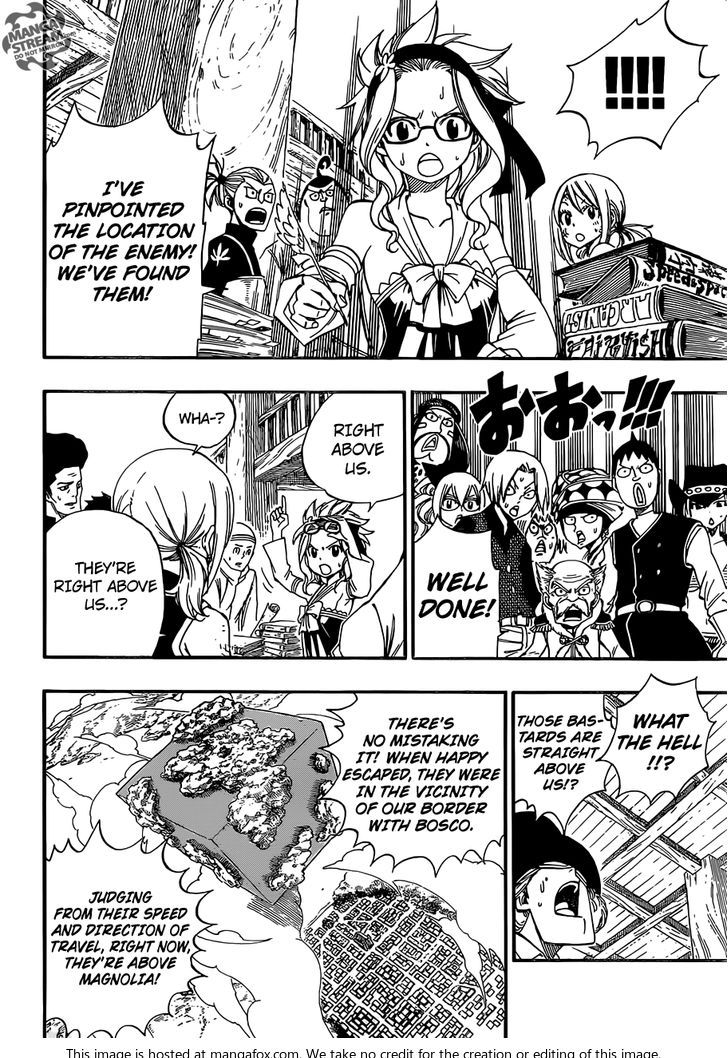 MANGA
STREAM
DO NOT MIRROR
!!!!
I'VE
PINPOINTED
THE LOCATION
OF THE ENEMY!
WE'VE FOUND
THEM!
ARCANIST
おおっ!!!
WELL
DONE!
RIGHT
ABOVE
US.
WHA-?
THEY'RE
RIGHT ABOVE
US...?
WHAT
THE HELL
!!?
THOSE BAS-
TARDS ARE
STRAIGHT
ABOVE
US!?
THERE'S
NO MISTAKING
IT! WHEN HAPPY
ESCAPED, THEY WERE
IN THE VICINITY
OF OUR BORDER
WITH BOSCO.
JUDGING
FROM THEIR SPEED
AND DIRECTION OF
TRAVEL, RIGHT NOW,
THEY'RE ABOVE
MAGNOLIA!
This image is hosted at mangafox.com. We take no credit for the creation or editing of this image.